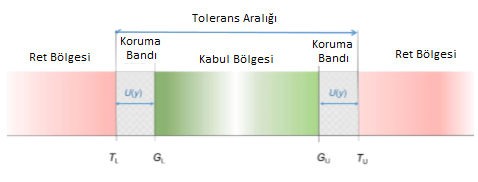 Tolerans Aralığı
Koruma
Bandı
Koruma
Bandı
Ret Bölgesi
Kabul Bölgesi
Ret Bölgesi
U(y)
U(y)
TL
GL
GU
TU